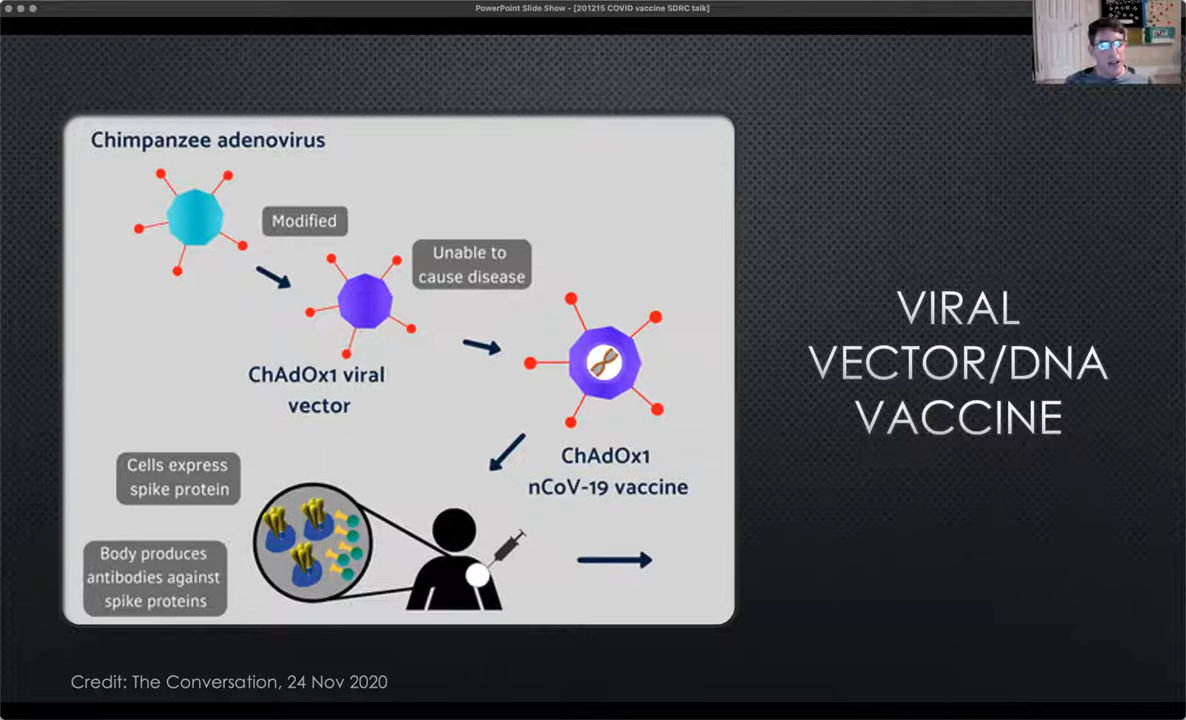 PowerPoint Slide Show - [201215 COVID vaccine SDRC talk]
Chimpanzee adenovirus
Modified
Unable to
cause disease
ChAdOx1 viral
vector
ChAdOx1
nCoV-19 vaccine
Cells express
spike protein
Body produces
antibodies against
spike proteins
VIRAL
VECTOR/DNA
VACCINE
Credit: The Conversation, 24 Nov 2020